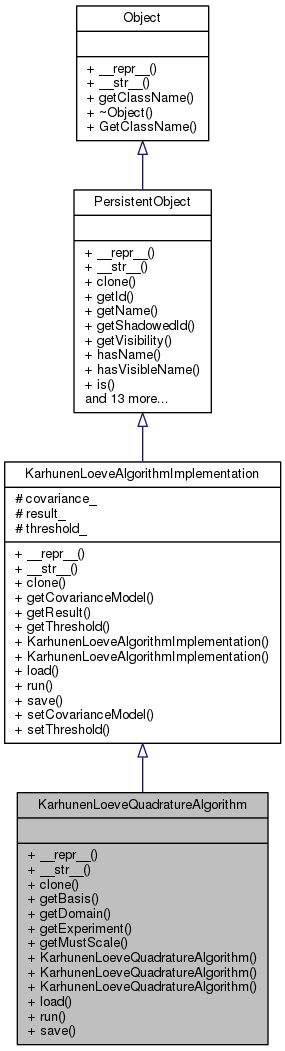 Object
+ __repr__()
+ __str__()
+ getClassName()
+ ~Object()
+ GetClassName()
PersistentObject
+ __repr__()
+ __str__()
+ clone()
+ getId()
+ getName()
+ getShadowedId()
+ getVisibility()
+ hasName()
+ hasVisibleName()
+ is()
and 13 more...
KarhunenLoeveAlgorithmImplementation
# covariance_
# result_
# threshold_
+ __repr__()
+ __str__()
+ clone()
+ getCovarianceModel()
+ getResult()
+ getThreshold()
+ KarhunenLoeveAlgorithmImplementation()
+ KarhunenLoeveAlgorithmImplementation()
+ load()
+ run()
+ save()
+ setCovarianceModel()
+ setThreshold()
KarhunenLoeveQuadratureAlgorithm
+ __repr__()
+ __str__()
+ clone()
+ getBasis()
+ getDomain()
+ getExperiment()
+ getMustScale()
+ KarhunenLoeveQuadratureAlgorithm()
+ KarhunenLoeveQuadratureAlgorithm()
+ KarhunenLoeveQuadratureAlgorithm()
+ load()
+ run()
+ save()